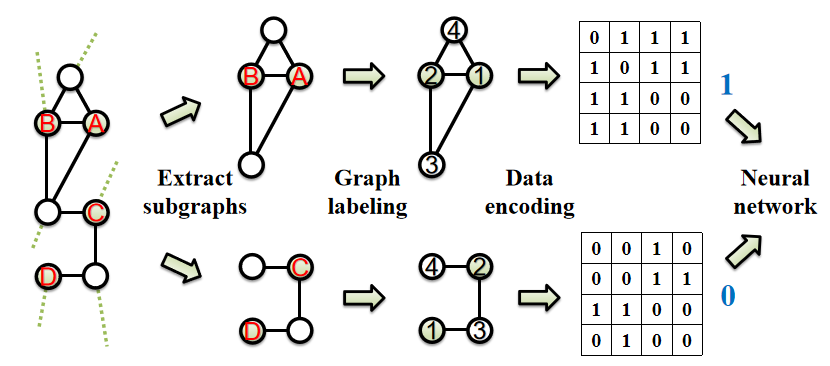 4
B A 2 1
0 1 1 1
1 0 1 1
1 1 0 0
1 1 0 0
1
B A
3
Extract
subgraphs
Graph
labeling
Data
encoding
Neural
network
C
D
C
D
4 2
1 3
0 0 1 0
0 0 1 1
1 1 0 0
0 1 0 0
0